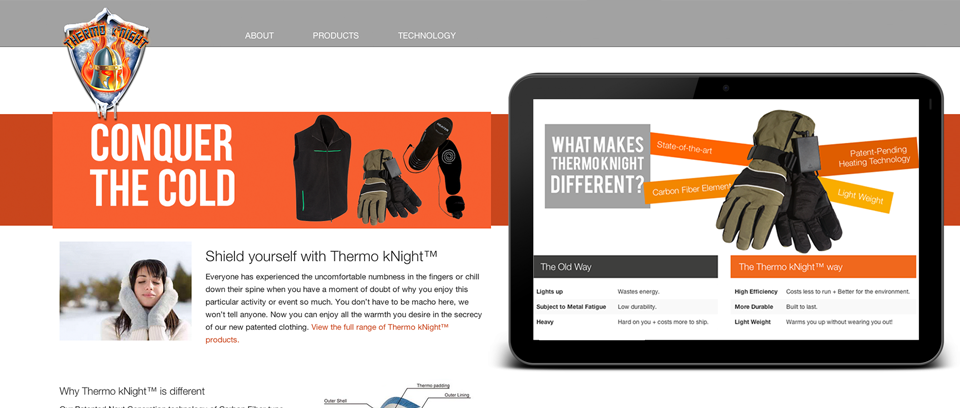 THERMO KNIGHT
ABOUT
PRODUCTS
TECHNOLOGY
CONQUER
THE COLD
Shield yourself with Thermo kNight™
Everyone has experienced the uncomfortable numbness in the fingers or chill
down their spine when you have a moment of doubt of why you enjoy this
particular activity or event so much. You don't have to be macho here, we
won't tell anyone. Now you can enjoy all the warmth you desire in the secrecy
of our new patented clothing. View the full range of Thermo kNight™
products.
Why Thermo kNight™ is different
Thermo padding
Outer Lining
Outer Shell
Our Patented Next Generation technology of Carbon Fiber type
WHAT MAKES
THERMO KNIGHT
DIFFERENT?
State-of-the-art
Carbon Fiber Element
Patent-Pending
Heating Technology
Light Weight
The Old Way
Lights up Wastes energy.
Subject to Metal Fatigue Low durability.
Heavy Hard on you + costs more to ship.
The Thermo kNight™ way
High Efficiency Costs less to run + Better for the environment.
More Durable Built to last.
Light Weight Warms you up without wearing you out!